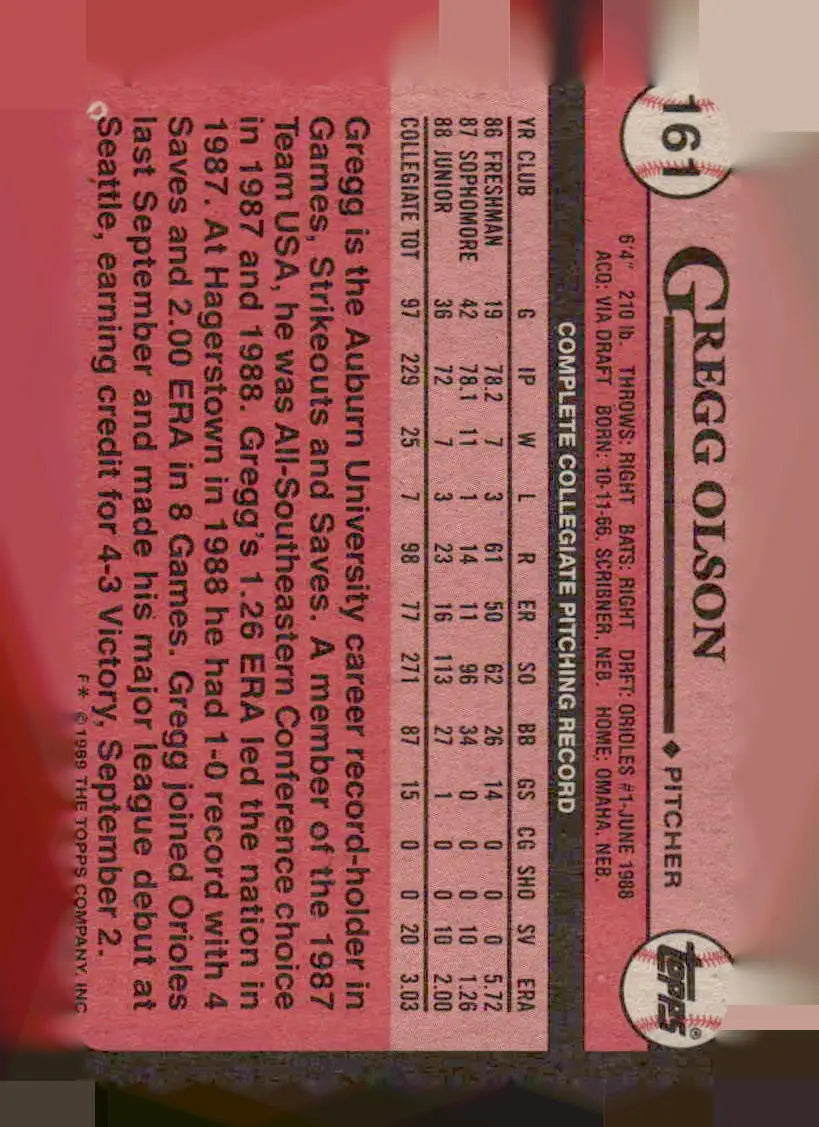 161
GREGG OLSON ♦ PITCHER
TOPPS®
6'4" 210 lb. THROWS: RIGHT BATS: RIGHT DRFT: ORIOLES #1-JUNE 1988
ACQ: VIA DRAFT BORN: 10-11-66, SCRIBNER, NEB. HOME: OMAHA, NEB.
COMPLETE COLLEGIATE PITCHING RECORD
YR CLUB G IP W L R ER SO BB GS CG SHO SV ERA
86 FRESHMAN 19 78.2 7 3 61 50 62 26 14 0 0 0 5.72
87 SOPHOMORE 42 78.1 11 1 14 11 96 34 0 0 0 10 1.26
88 JUNIOR 36 72 7 3 23 16 113 27 1 0 0 10 2.00
COLLEGIATE TOT 97 229 25 7 98 77 271 87 15 0 0 20 3.03
Gregg is the Auburn University career record-holder in
Games, Strikeouts and Saves. A member of the 1987
Team USA, he was All-Southeastern Conference choice
in 1987 and 1988. Gregg's 1.26 ERA led the nation in
1987. At Hagerstown in 1988 he had 1-0 record with 4
Saves and 2.00 ERA in 8 Games. Gregg joined Orioles
last September and made his major league debut at
Seattle, earning credit for 4-3 Victory, September 2.
F* © 1989 THE TOPPS COMPANY, INC